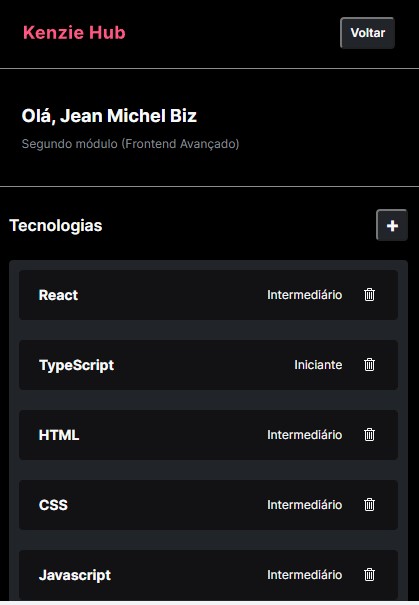 Kenzie Hub
Voltar
Olá, Jean Michel Biz
Segundo módulo (Frontend Avançado)
Tecnologias
+
React Intermediário
TypeScript Iniciante
HTML Intermediário
CSS Intermediário
Javascript Intermediário